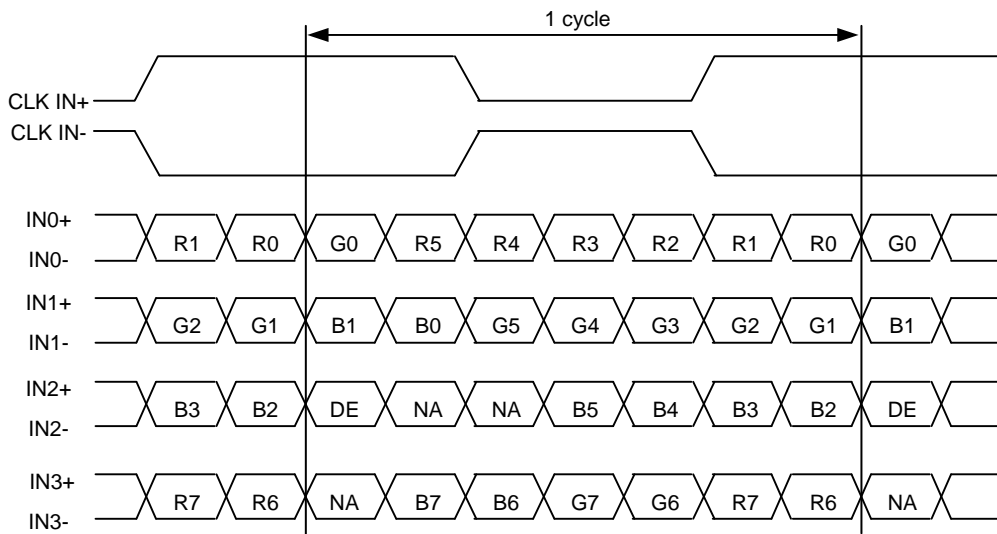 1 cycle
CLK IN+
CLK IN-
IN0+
R1 R0 G0 R5 R4 R3 R2 R1 R0 G0
IN0-
IN1+
G2 G1 B1 B0 G5 G4 G3 G2 G1 B1
IN1-
IN2+
B3 B2 DE NA NA B5 B4 B3 B2 DE
IN2-
IN3+
R7 R6 NA B7 B6 G7 G6 R7 R6 NA
IN3-